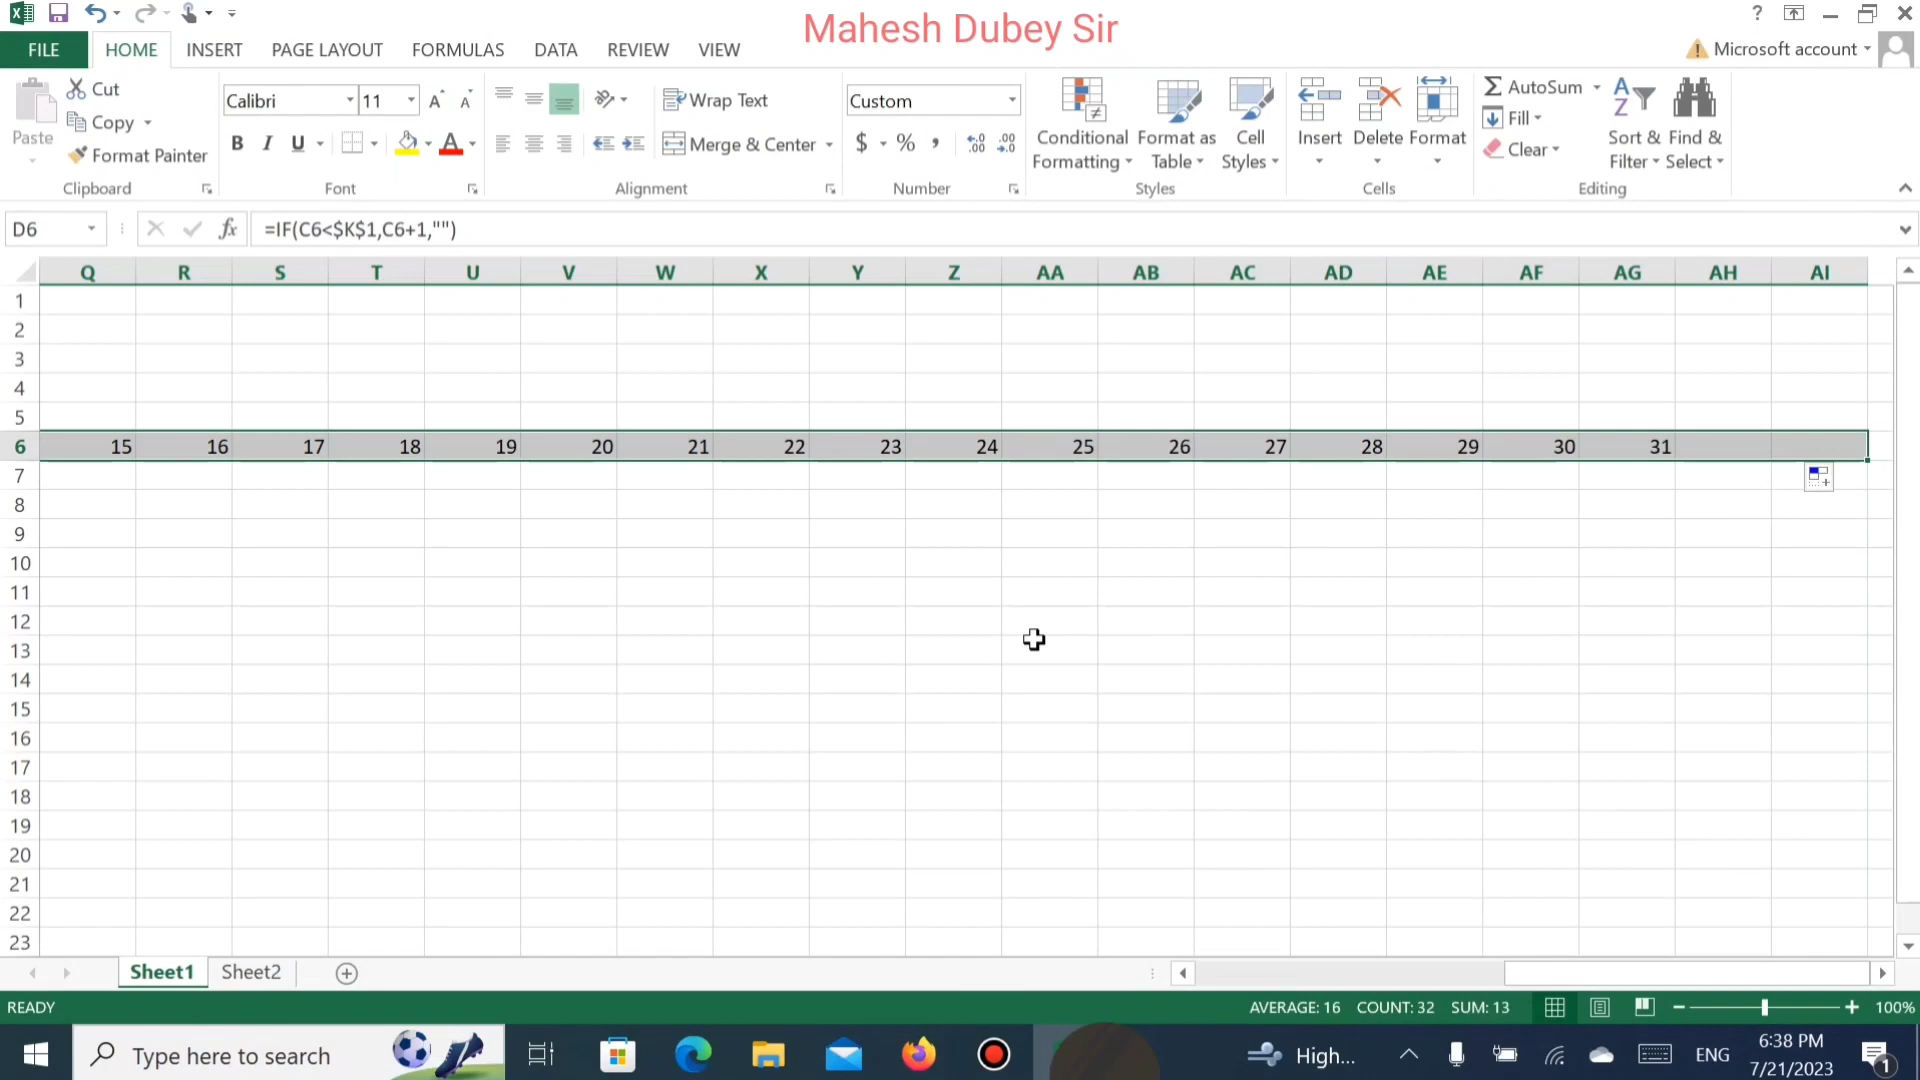 Mahesh Dubey Sir
? 
Microsoft account
FILE HOME INSERT PAGE LAYOUT FORMULAS DATA REVIEW VIEW
Paste
Cut
Copy
Format Painter
Clipboard
Calibri 11 A A
B I U A
Font
Wrap Text
Merge & Center
Alignment
Custom
$ % , .00 .00
Number
Conditional Formatting
Format as Table
Cell Styles
Styles
Insert Delete Format
Cells
AutoSum
Fill
Clear
Sort & Filter
Find & Select
Editing
D6 fx =IF(C6<$K$1,C6+1,"")
Q R S T U V W X Y Z AA AB AC AD AE AF AG AH AI
1
2
3
4
5
6 15 16 17 18 19 20 21 22 23 24 25 26 27 28 29 30 31
7
8
9
10
11
12
13
14
15
16
17
18
19
20
21
22
23
Sheet1 Sheet2
READY AVERAGE: 16 COUNT: 32 SUM: 13 100%
Type here to search High... ENG 6:38 PM
7/21/2023 1